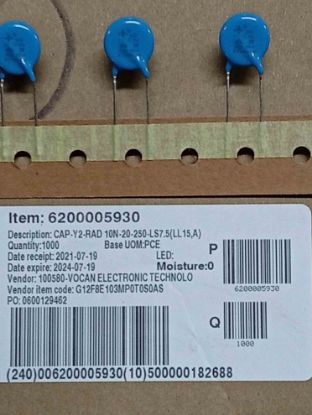 Item: 6200005930
Description: CAP-Y2-RAD 10N-20-250-LS7.5(LL15,A)
Quantity:1000 Base UOM:PCE P
Date receipt:2021-07-19 LED:
Date expire: 2024-07-19 Moisture:0
Vendor: 100580-VOCAN ELECTRONIC TECHNOLO
Vendor item code: G12F8E103MP0T0S0AS
6200005930
PO: 0600129462
Q
1000
(240)006200005930(10)500000182688